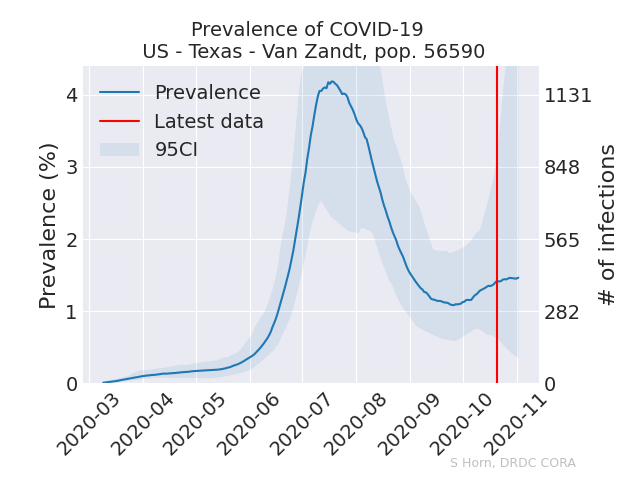 Prevalence of COVID-19
US - Texas - Van Zandt, pop. 56590
Prevalence
Latest data
95CI
Prevalence (%)
4
3
2
1
0
1131
848
565
282
0
# of infections
2020-03
2020-04
2020-05
2020-06
2020-07
2020-08
2020-09
2020-10
2020-11
S Horn, DRDC CORA